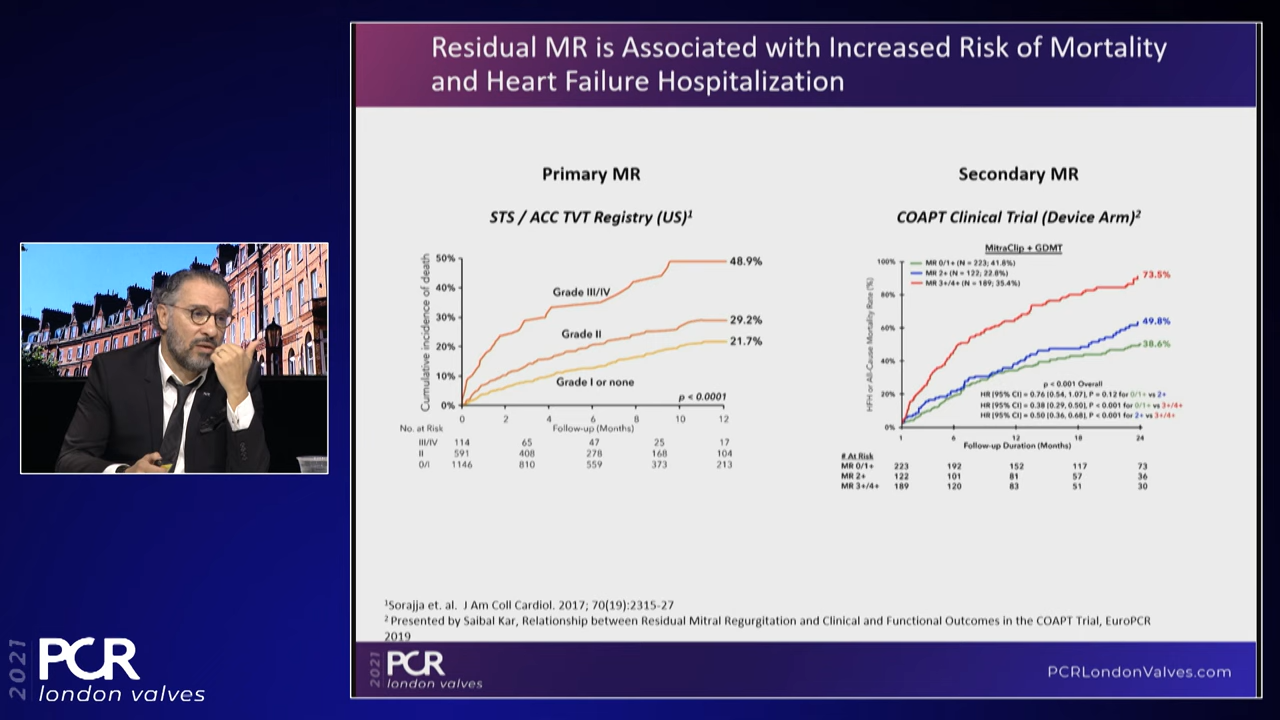 Residual MR is Associated with Increased Risk of Mortality
and Heart Failure Hospitalization
Primary MR
STS / ACC TVT Registry (US)1
Cumulative incidence of death
50%
40%
30%
20%
10%
0%
Grade III/IV
Grade II
Grade I or none
48.9%
29.2%
21.7%
p < 0.0001
0 2 4 6 8 10 12
No. at Risk
Follow-up (Months)
III/IV 114 65 47 25 17
II 591 408 278 168 104
0/I 1146 810 559 373 213
Secondary MR
COAPT Clinical Trial (Device Arm)2
MitraClip + GDMT
HFH or All-Cause Mortality Rate (%)
100%
80%
60%
40%
20%
0%
MR 0/1+ (N = 223; 41.8%)
MR 2+ (N = 122; 22.8%)
MR 3+/4+ (N = 189; 35.4%)
73.5%
49.8%
38.6%
p < 0.001 Overall
HR [95% CI] = 0.76 [0.54, 1.07], P = 0.12 for 0/1+ vs 2+
HR [95% CI] = 0.38 [0.29, 0.50], P < 0.001 for 0/1+ vs 3+/4+
HR [95% CI] = 0.50 [0.36, 0.68], P < 0.001 for 2+ vs 3+/4+
1 6 12 18 24
Follow-up Duration (Months)
# At Risk
MR 0/1+ 223 192 152 117 73
MR 2+ 122 101 81 57 36
MR 3+/4+ 189 120 83 51 30
1Sorajja et. al. J Am Coll Cardiol. 2017; 70(19):2315-27
2 Presented by Saibal Kar, Relationship between Residual Mitral Regurgitation and Clinical and Functional Outcomes in the COAPT Trial, EuroPCR
2019
2021
PCR
london valves
2021
PCR
london valves
PCRLondonValves.com